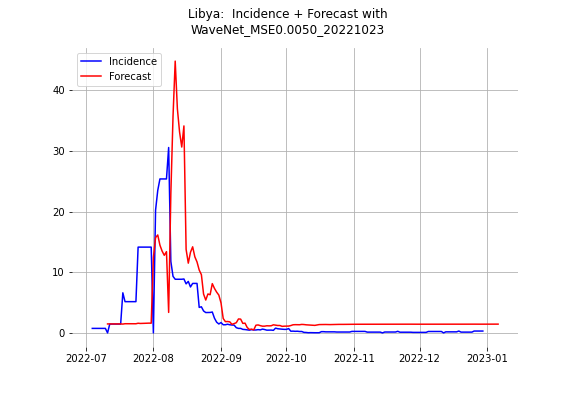 Libya:  Incidence + Forecast with
WaveNet_MSE0.0050_20221023
Incidence
Forecast
40
30
20
10
0
2022-07 2022-08 2022-09 2022-10 2022-11 2022-12 2023-01